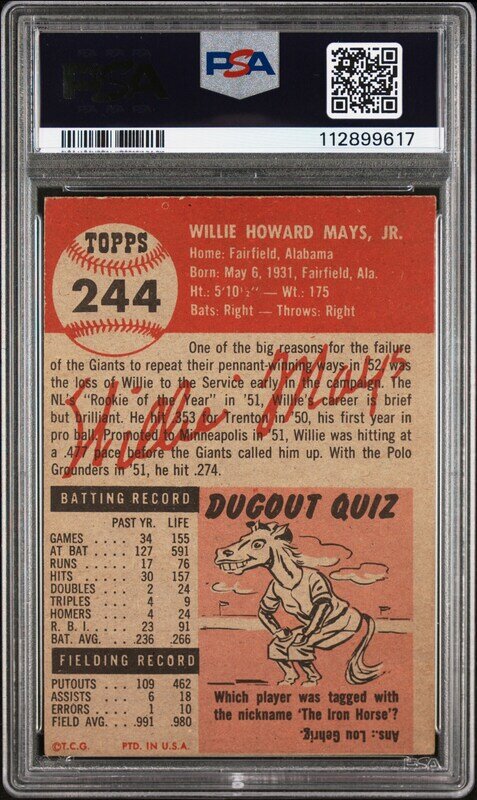 PSA
PSA
112899617
TOPPS
244
WILLIE HOWARD MAYS, JR.
Home: Fairfield, Alabama
Born: May 6, 1931, Fairfield, Ala.
Ht.: 5'10½" — Wt.: 175
Bats: Right — Throws: Right
One of the big reasons for the failure
of the Giants to repeat their pennant-winning ways in '52 was
the loss of Willie to the Service early in the campaign. The
NL's "Rookie of the Year" in '51, Willie's career is brief
but brilliant. He hit .353 for Trenton in '50, his first year in
pro ball. Promoted to Minneapolis in '51, Willie was hitting at
a .477 pace before the Giants called him up. With the Polo
Grounders in '51, he hit .274.
Willie Mays
BATTING RECORD
PAST YR. LIFE
GAMES . . . . 34 155
AT BAT . . . . 127 591
RUNS . . . . 17 76
HITS . . . . 30 157
DOUBLES . . . 2 24
TRIPLES . . . 4 9
HOMERS . . . 4 24
R. B. I. . . . . 23 91
BAT. AVG. . . . .236 .266
FIELDING RECORD
PUTOUTS . . . 109 462
ASSISTS . . . 6 18
ERRORS . . . 1 10
FIELD AVG. . . .991 .980
©T.C.G. PTD. IN U.S.A.
DUGOUT QUIZ
Which player was tagged with
the nickname 'The Iron Horse'?
Ans.: Lou Gehrig.
PSA